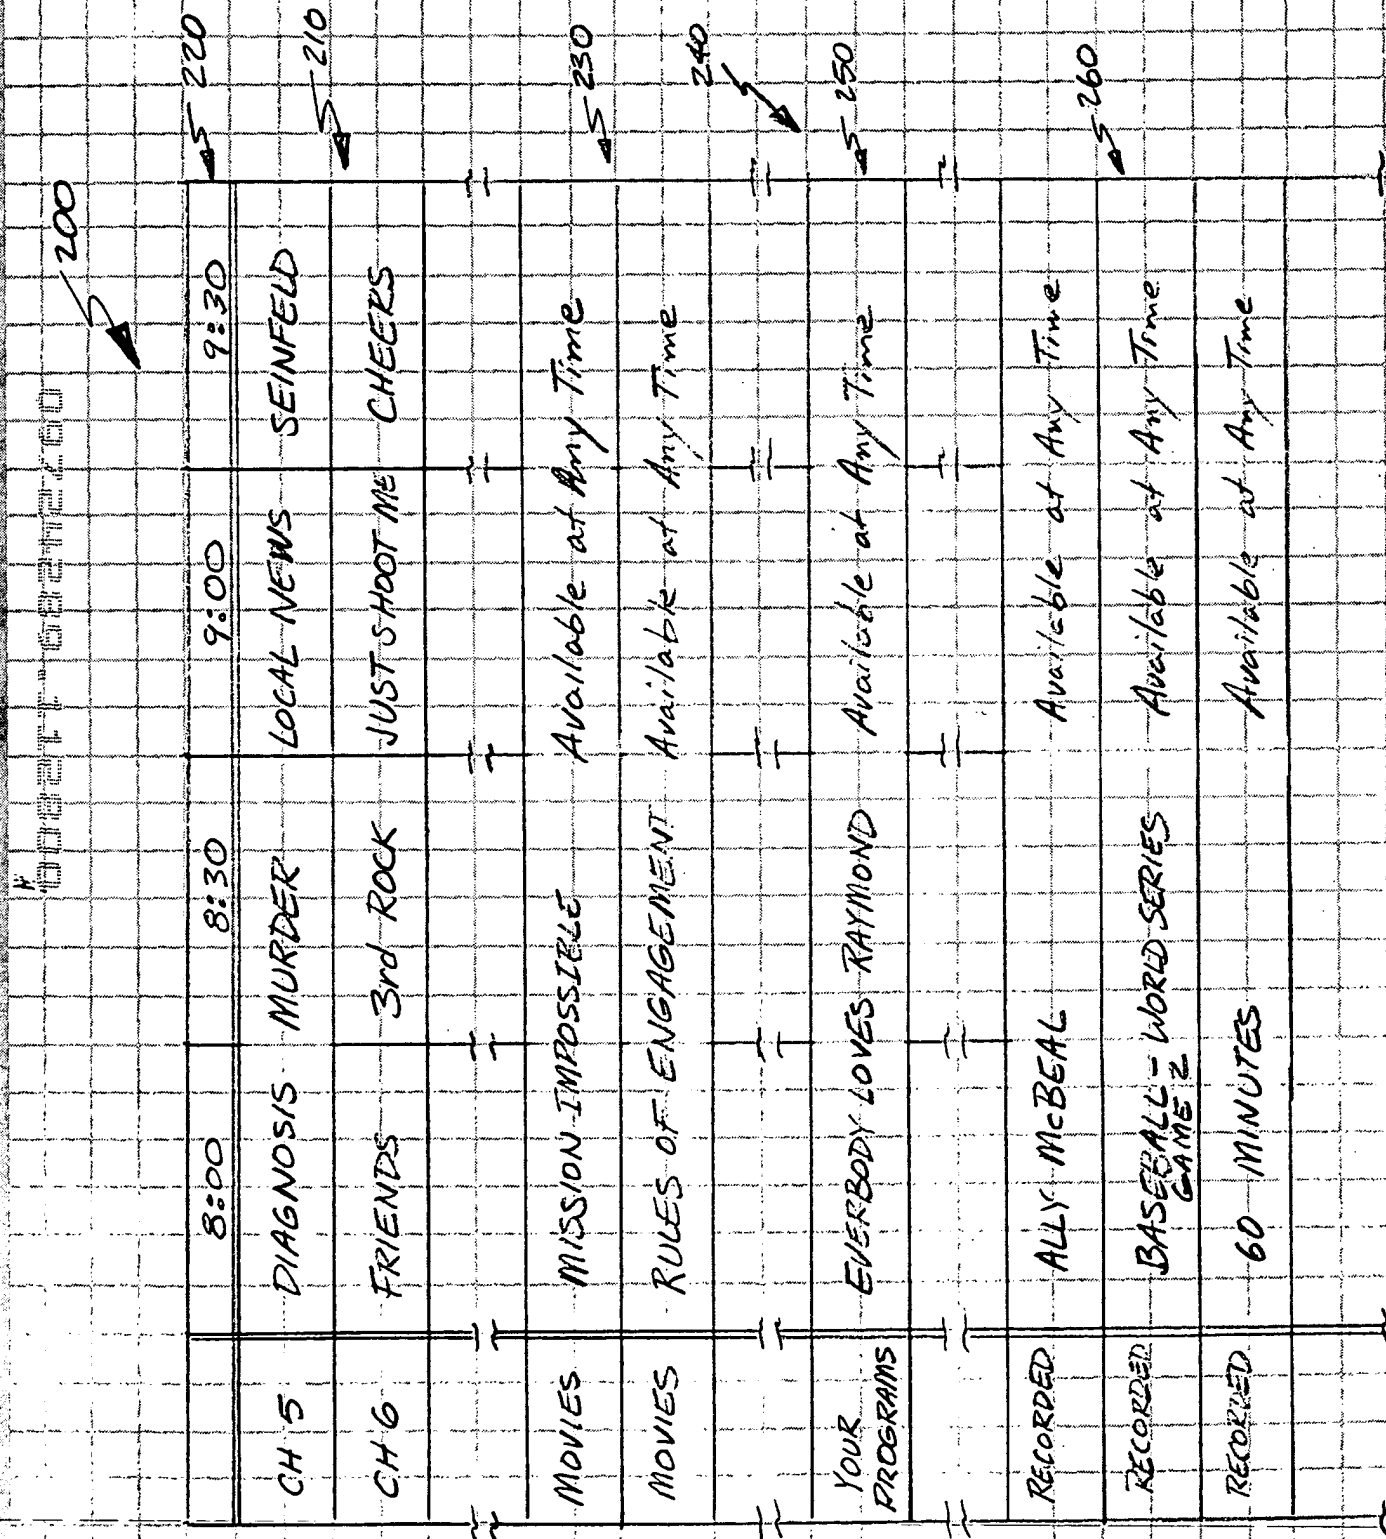 200
8:00 8:30 9:00 9:30 220
CH 5 DIAGNOSIS MURDER LOCAL NEWS SEINFELD
CH 6 FRIENDS 3rd ROCK JUST SHOOT ME CHEERS 210
MOVIES MISSION IMPOSSIBLE Available at Any Time 230
MOVIES RULES OF ENGAGEMENT Available at Any Time
240
YOUR PROGRAMS EVERBODY LOVES RAYMOND Available at Any Time 250
RECORDED ALLY McBEAL Available at Any Time
RECORDED BASEBALL - WORLD SERIES GAME 2 Available at Any Time 260
RECORDED 60 MINUTES Available at Any Time